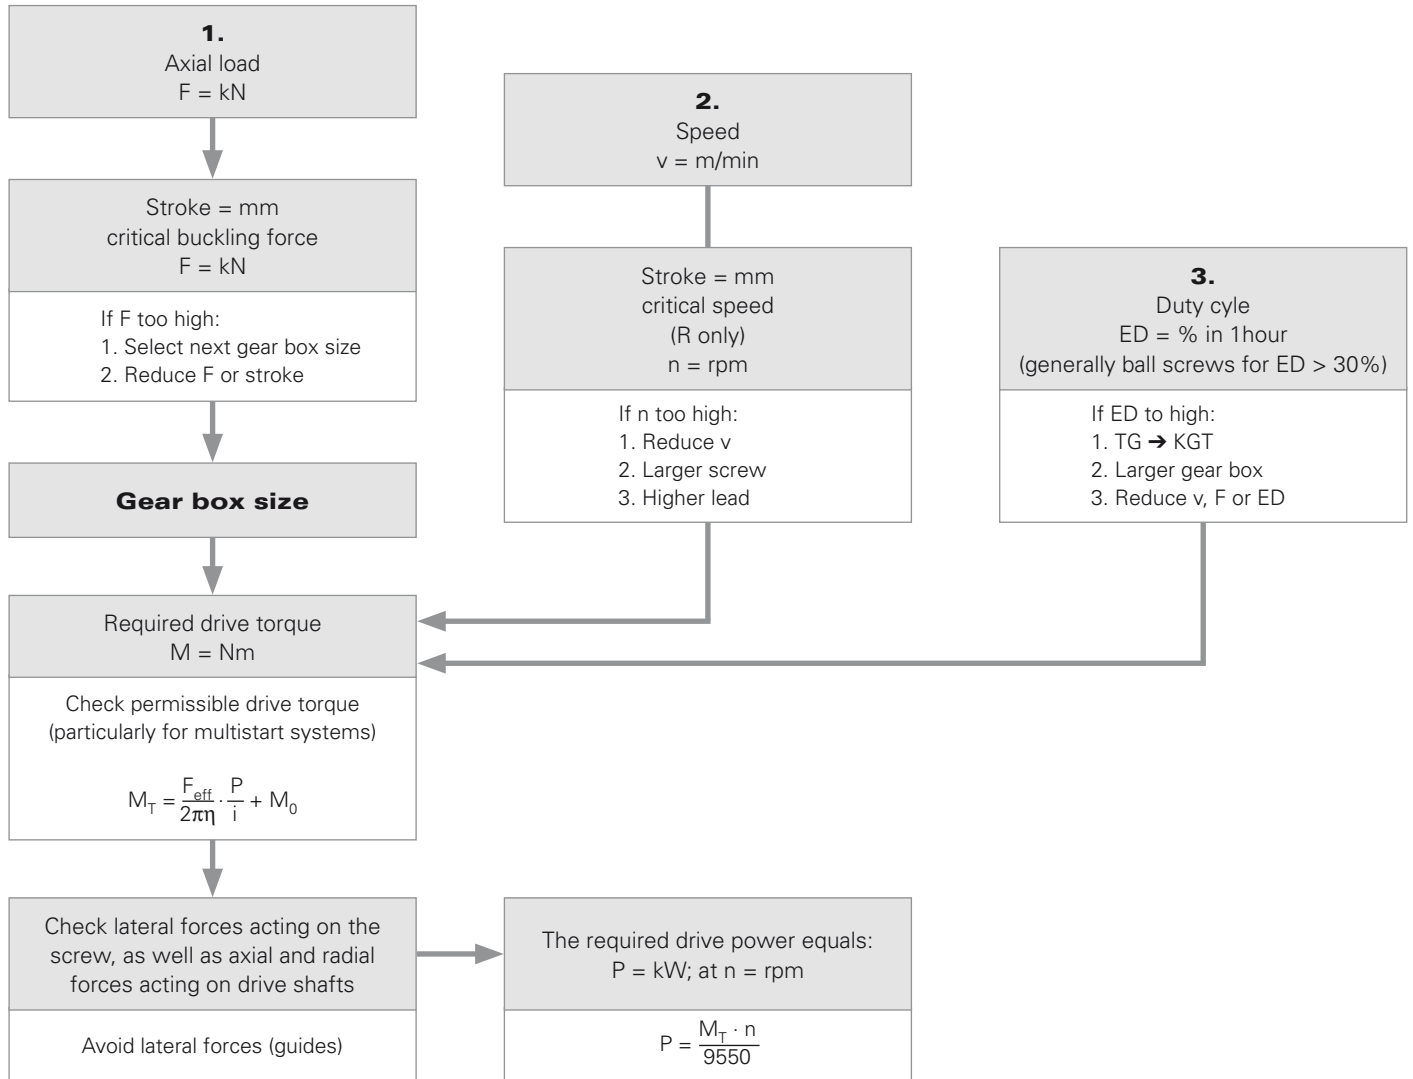 1.
Axial load
F = kN
Stroke = mm
critical buckling force
F = kN
If F too high:
1. Select next gear box size
2. Reduce F or stroke
Gear box size
2.
Speed
v = m/min
Stroke = mm
critical speed
(R only)
n = rpm
If n too high:
1. Reduce v
2. Larger screw
3. Higher lead
3.
Duty cyle
ED = % in 1hour
(generally ball screws for ED > 30%)
If ED to high:
1. TG ➔ KGT
2. Larger gear box
3. Reduce v, F or ED
Required drive torque
M = Nm
Check permissible drive torque
(particularly for multistart systems)
M_T = F_eff/2πη · P/i + M_0
Check lateral forces acting on the
screw, as well as axial and radial
forces acting on drive shafts
Avoid lateral forces (guides)
The required drive power equals:
P = kW; at n = rpm
P = M_T · n/9550